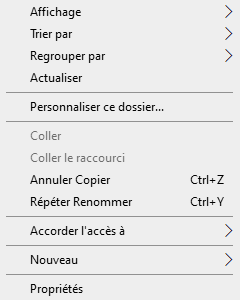 Affichage
Trier par
Regrouper par
Actualiser
Personnaliser ce dossier...
Coller
Coller le raccourci
Annuler Copier Ctrl+Z
Répéter Renommer Ctrl+Y
Accorder l'accès à
Nouveau
Propriétés